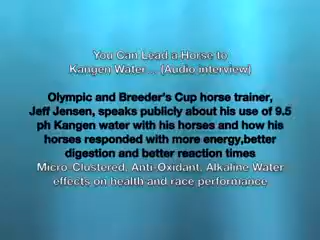 You Can Lead a Horse to
Kangen Water... (Audio interview)
Olympic and Breeder's Cup horse trainer,
Jeff Jensen, speaks publicly about his use of 9.5
ph Kangen water with his horses and how his
horses responded with more energy,better
digestion and better reaction times
Micro-Clustered, Anti-Oxidant, Alkaline Water
effects on health and race performance